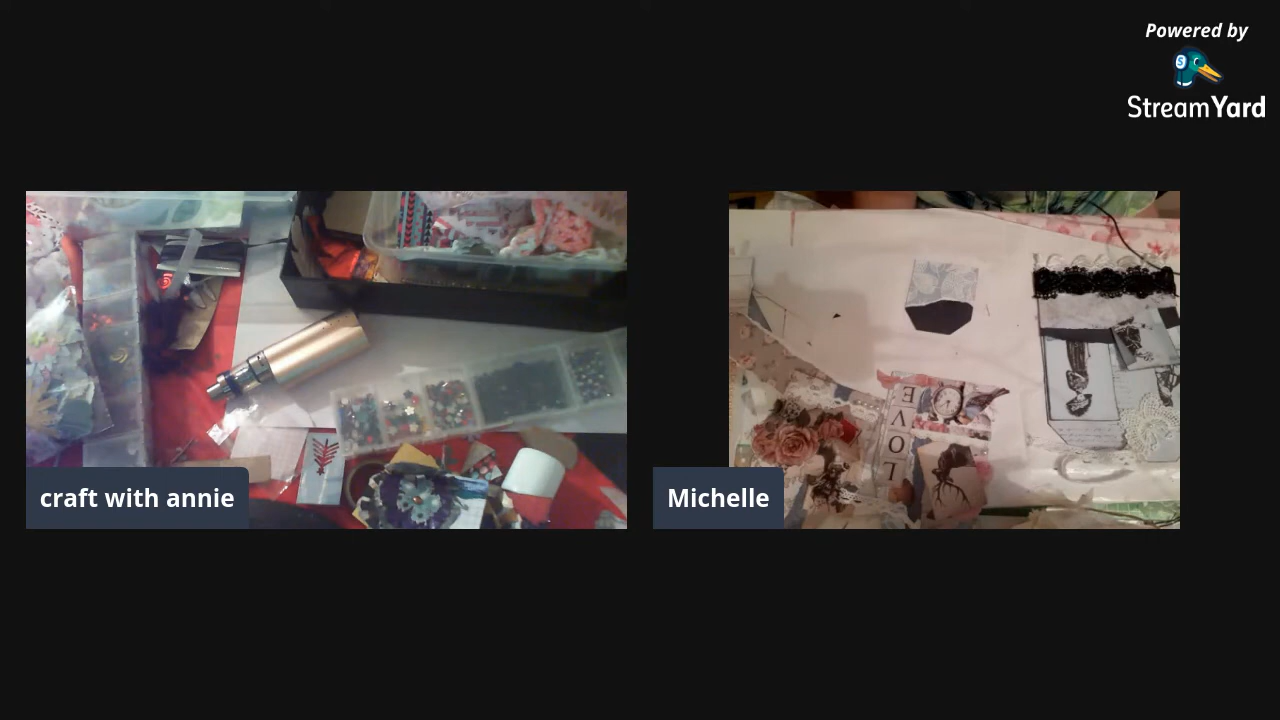 Powered by
StreamYard
craft with annie
Michelle
LOVE